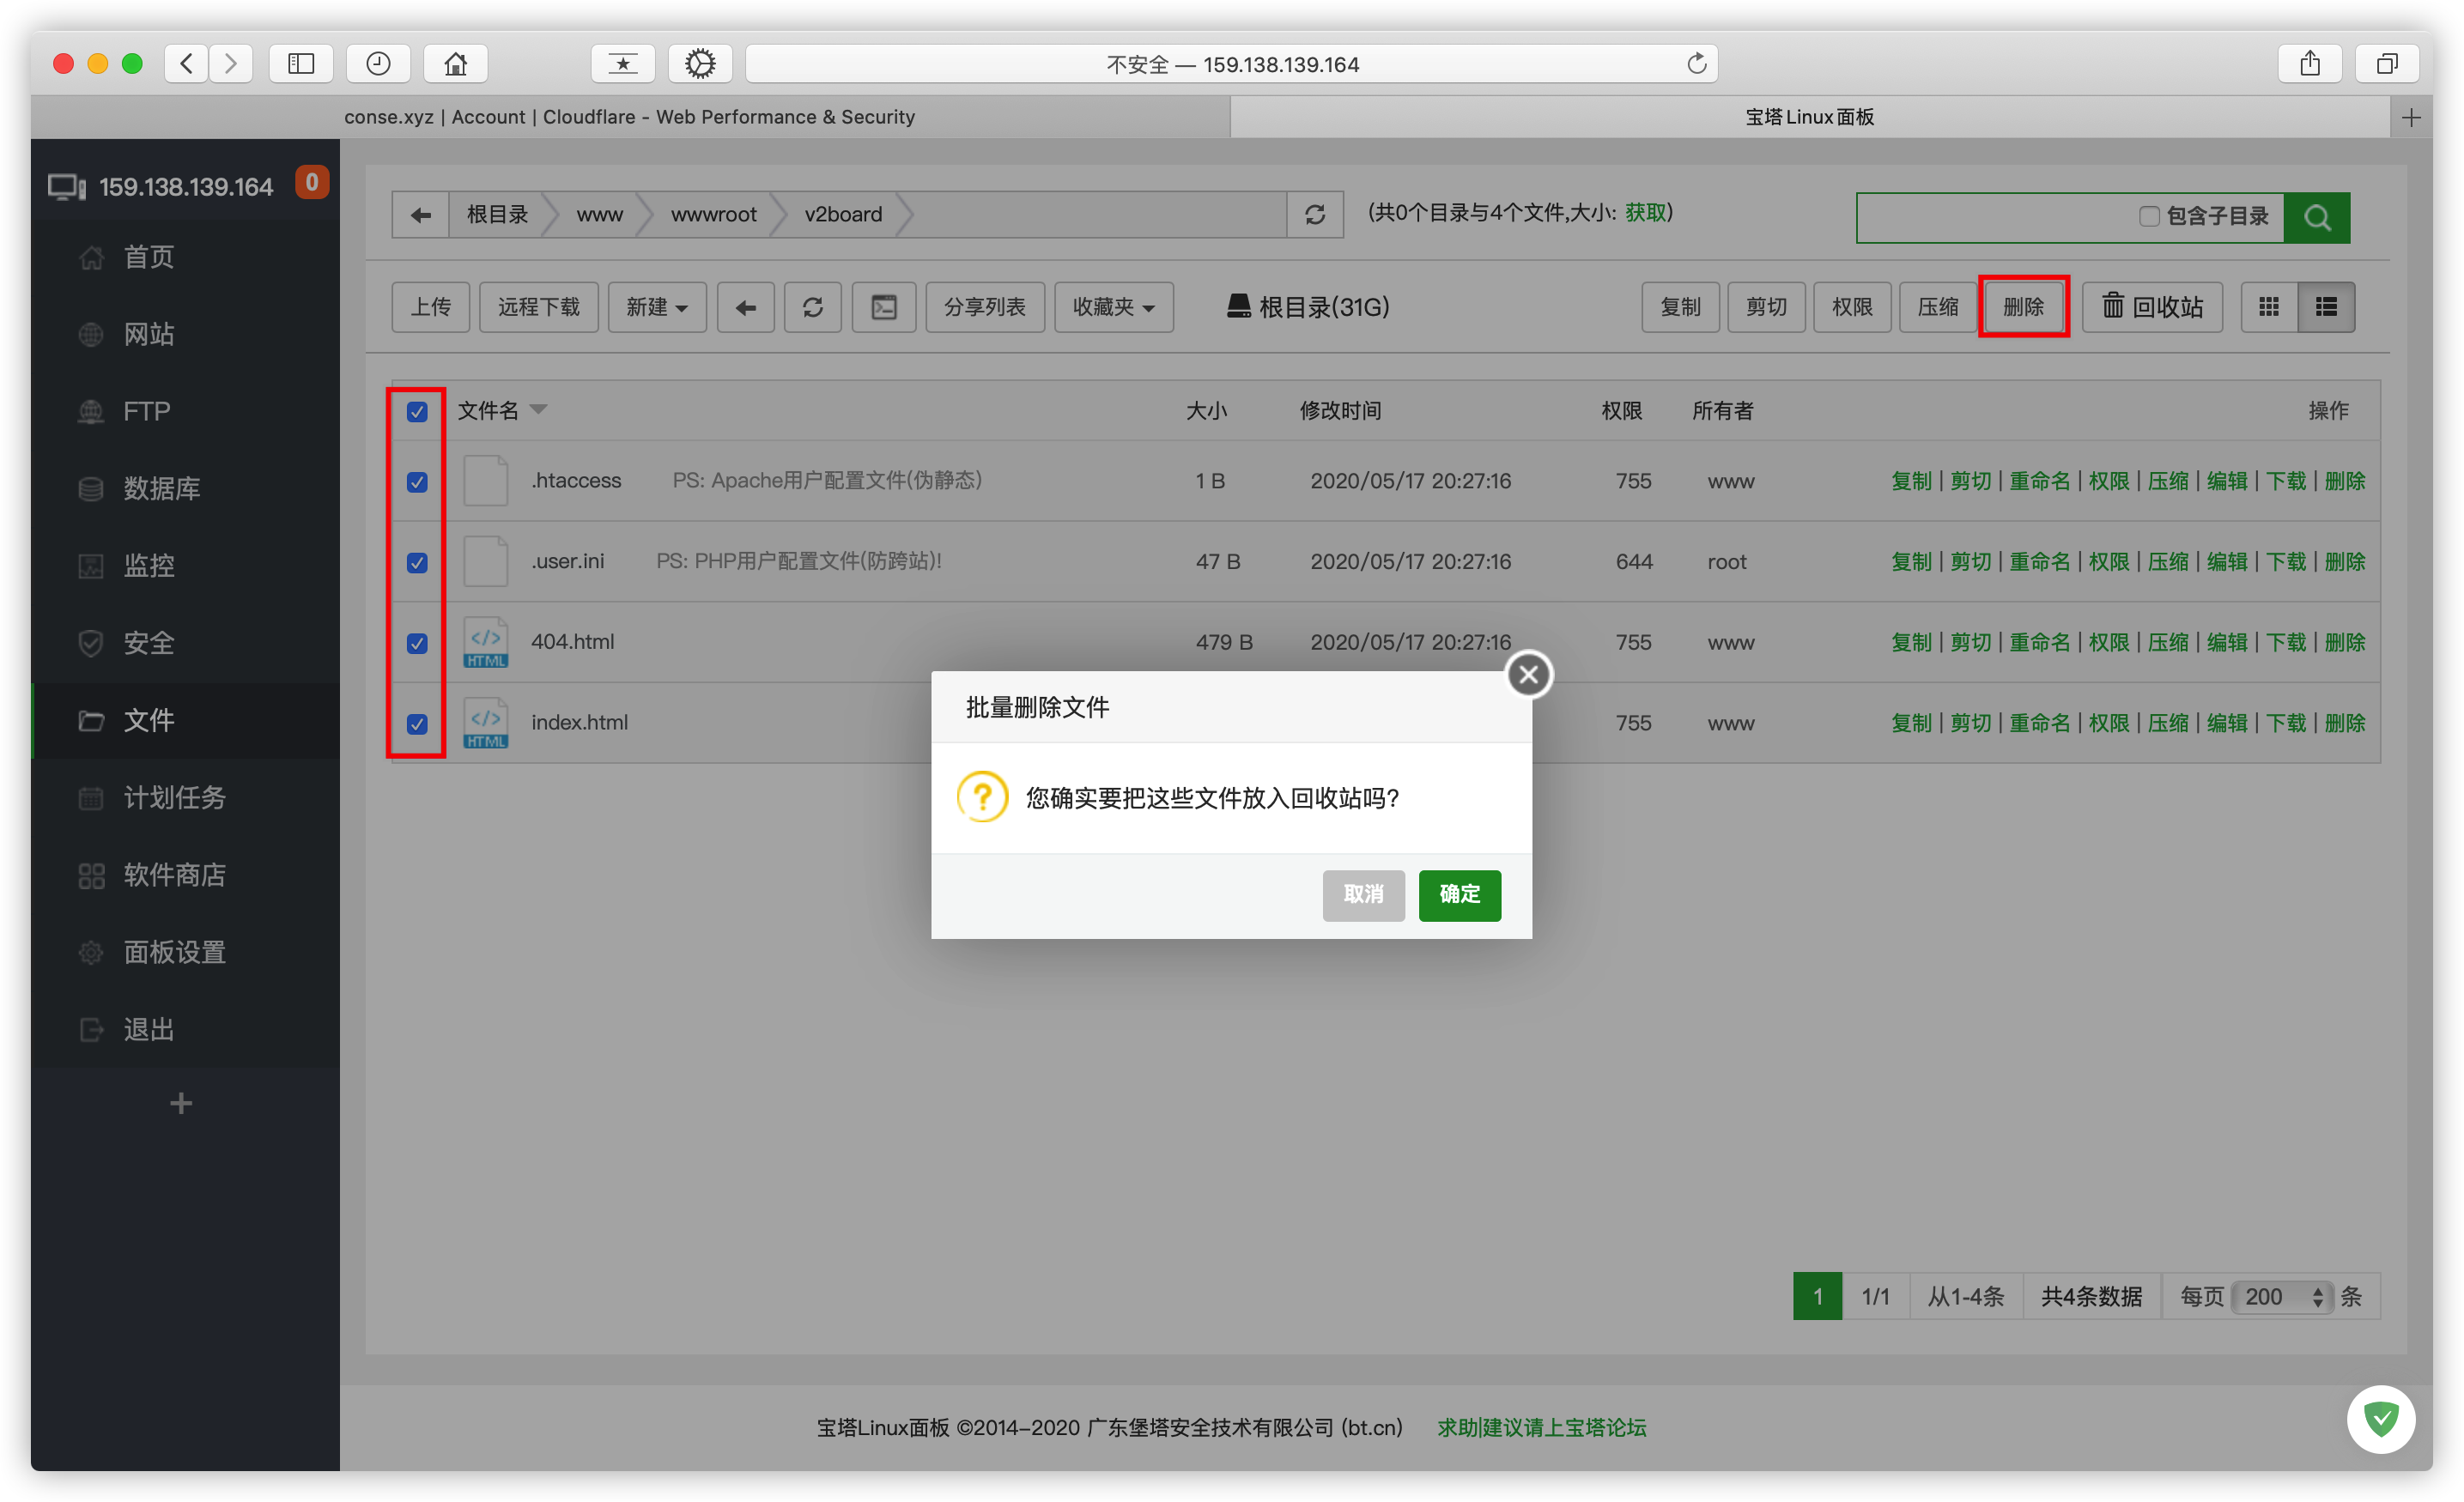 不安全 — 159.138.139.164
conse.xyz | Account | Cloudflare - Web Performance & Security
宝塔Linux面板
159.138.139.164
0
首页
网站
FTP
数据库
监控
安全
文件
计划任务
软件商店
面板设置
退出
根目录 www wwwroot v2board
(共0个目录与4个文件,大小: 获取)
包含子目录
上传 远程下载 新建 分享列表 收藏夹 根目录(31G) 复制 剪切 权限 压缩 删除 回收站
文件名 大小 修改时间 权限 所有者 操作
.htaccess PS: Apache用户配置文件(伪静态) 1 B 2020/05/17 20:27:16 755 www 复制 | 剪切 | 重命名 | 权限 | 压缩 | 编辑 | 下载 | 删除
.user.ini PS: PHP用户配置文件(防跨站)! 47 B 2020/05/17 20:27:16 644 root 复制 | 剪切 | 重命名 | 权限 | 压缩 | 编辑 | 下载 | 删除
HTML 404.html 479 B 2020/05/17 20:27:16 755 www 复制 | 剪切 | 重命名 | 权限 | 压缩 | 编辑 | 下载 | 删除
HTML index.html 755 www 复制 | 剪切 | 重命名 | 权限 | 压缩 | 编辑 | 下载 | 删除
批量删除文件
您确实要把这些文件放入回收站吗?
取消 确定
1 1/1 从1-4条 共4条数据 每页 200 条
宝塔Linux面板 ©2014-2020 广东堡塔安全技术有限公司 (bt.cn) 求助|建议请上宝塔论坛